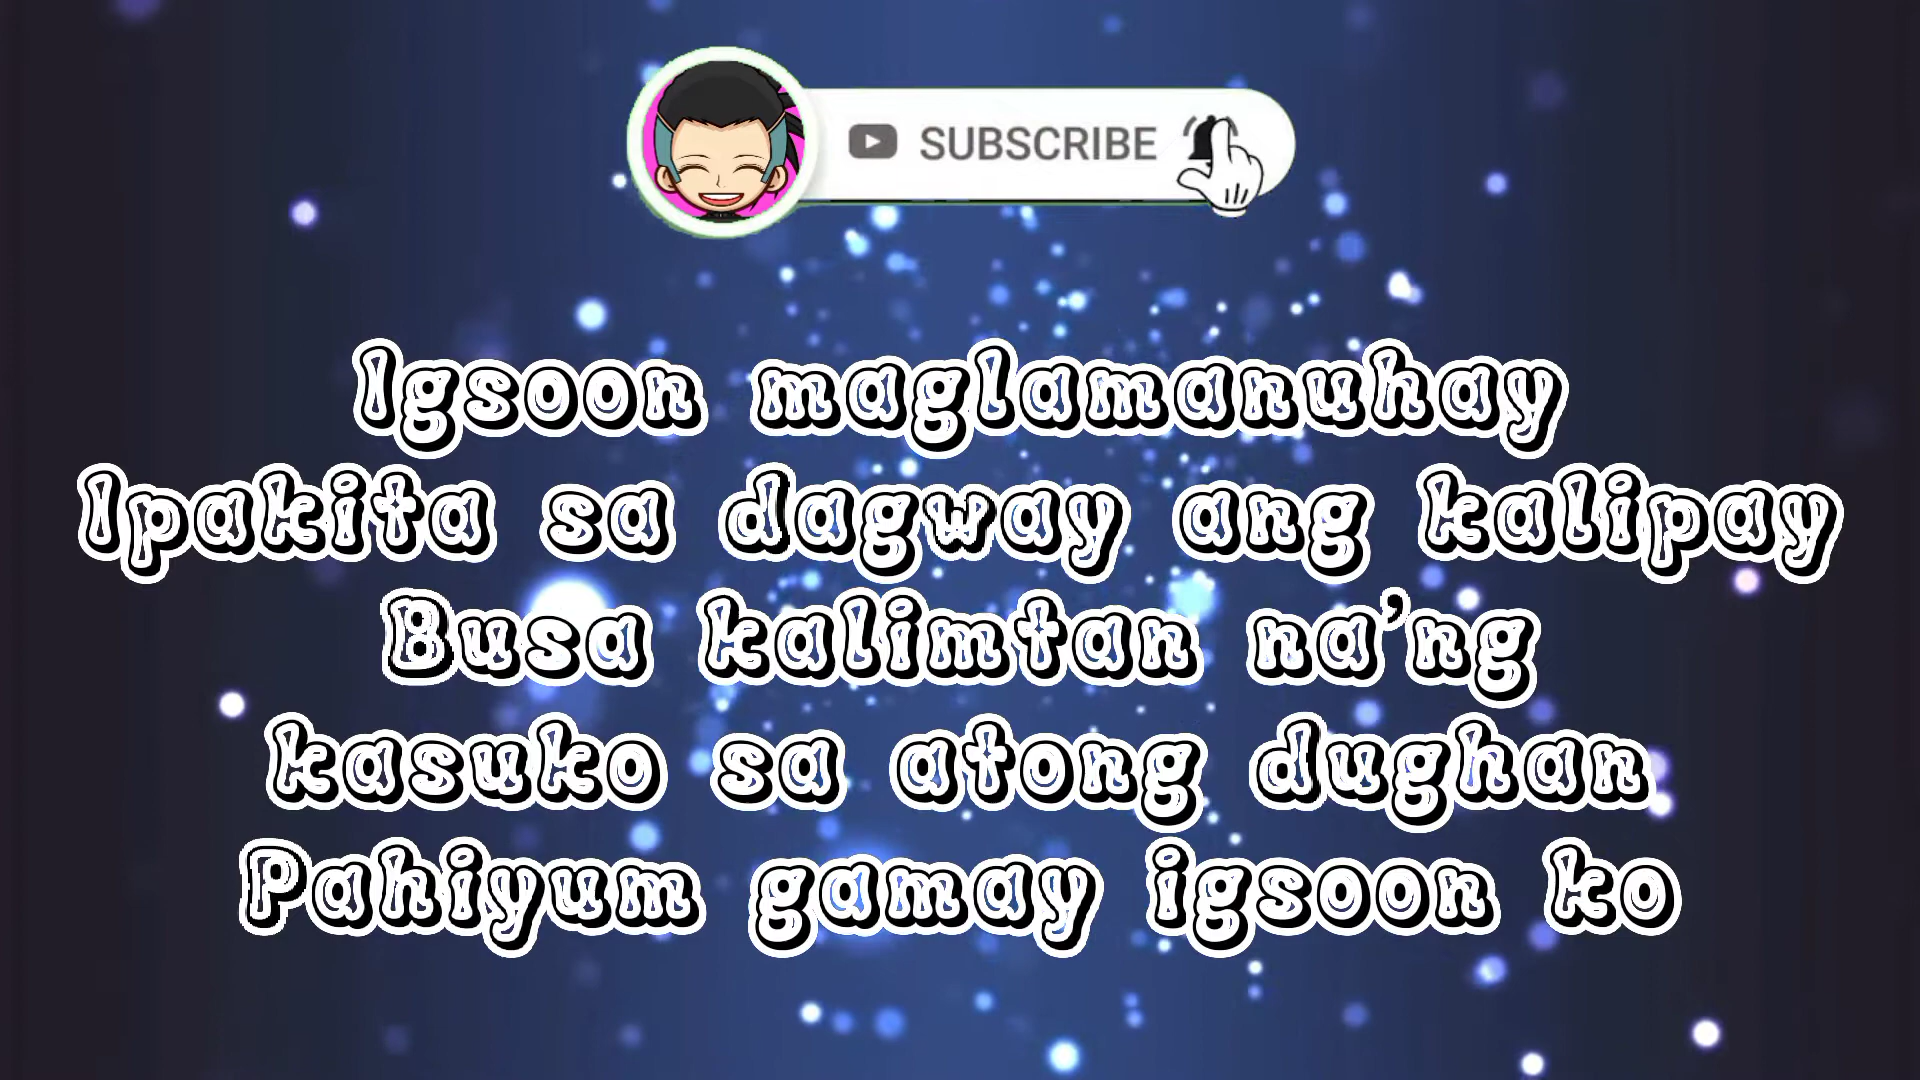 SUBSCRIBE
Igsoon maglamanuhay
Ipakita sa dagway ang kalipay
Busa kalimtan na’ng
kasuko sa atong dughan
Pahiyum gamay igsoon ko